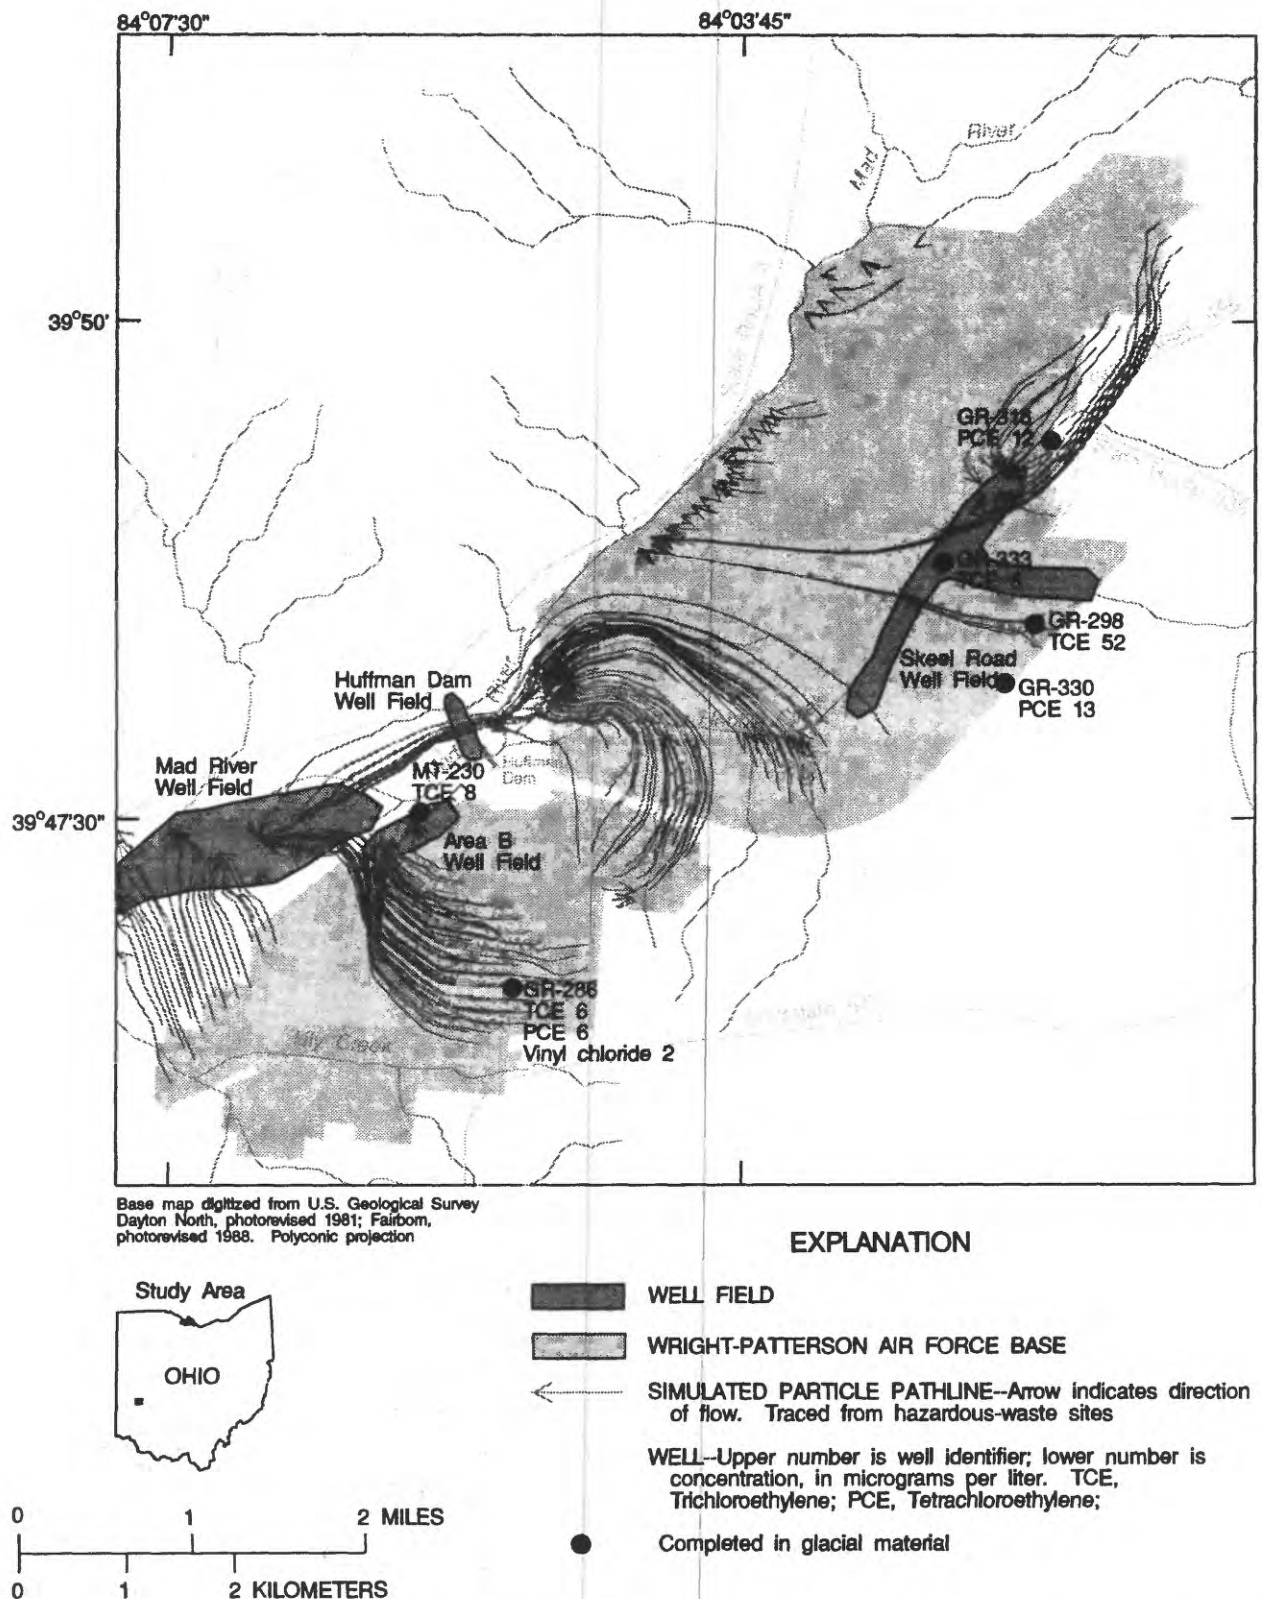 84°07'30"
84°03'45"
River
Mad
39°50'
GR-315
PCE 12
GR-333
GR-298
TCE 52
Skeel Road
Well Field
GR-330
PCE 13
Huffman Dam
Well Field
River
Huffman
Dam
Mad River
Well Field
MT-230
TCE 8
39°47'30"
Area B
Well Field
GR-286
TCE 6
PCE 6
Vinyl chloride 2
Creek
Base map digitized from U.S. Geological Survey
Dayton North, photorevised 1981; Fairborn,
photorevised 1988. Polyconic projection
EXPLANATION
Study Area
OHIO
WELL FIELD
WRIGHT-PATTERSON AIR FORCE BASE
SIMULATED PARTICLE PATHLINE--Arrow indicates direction
of flow. Traced from hazardous-waste sites
WELL--Upper number is well identifier; lower number is
concentration, in micrograms per liter. TCE,
Trichloroethylene; PCE, Tetrachloroethylene;
Completed in glacial material
0 1 2 MILES
0 1 2 KILOMETERS